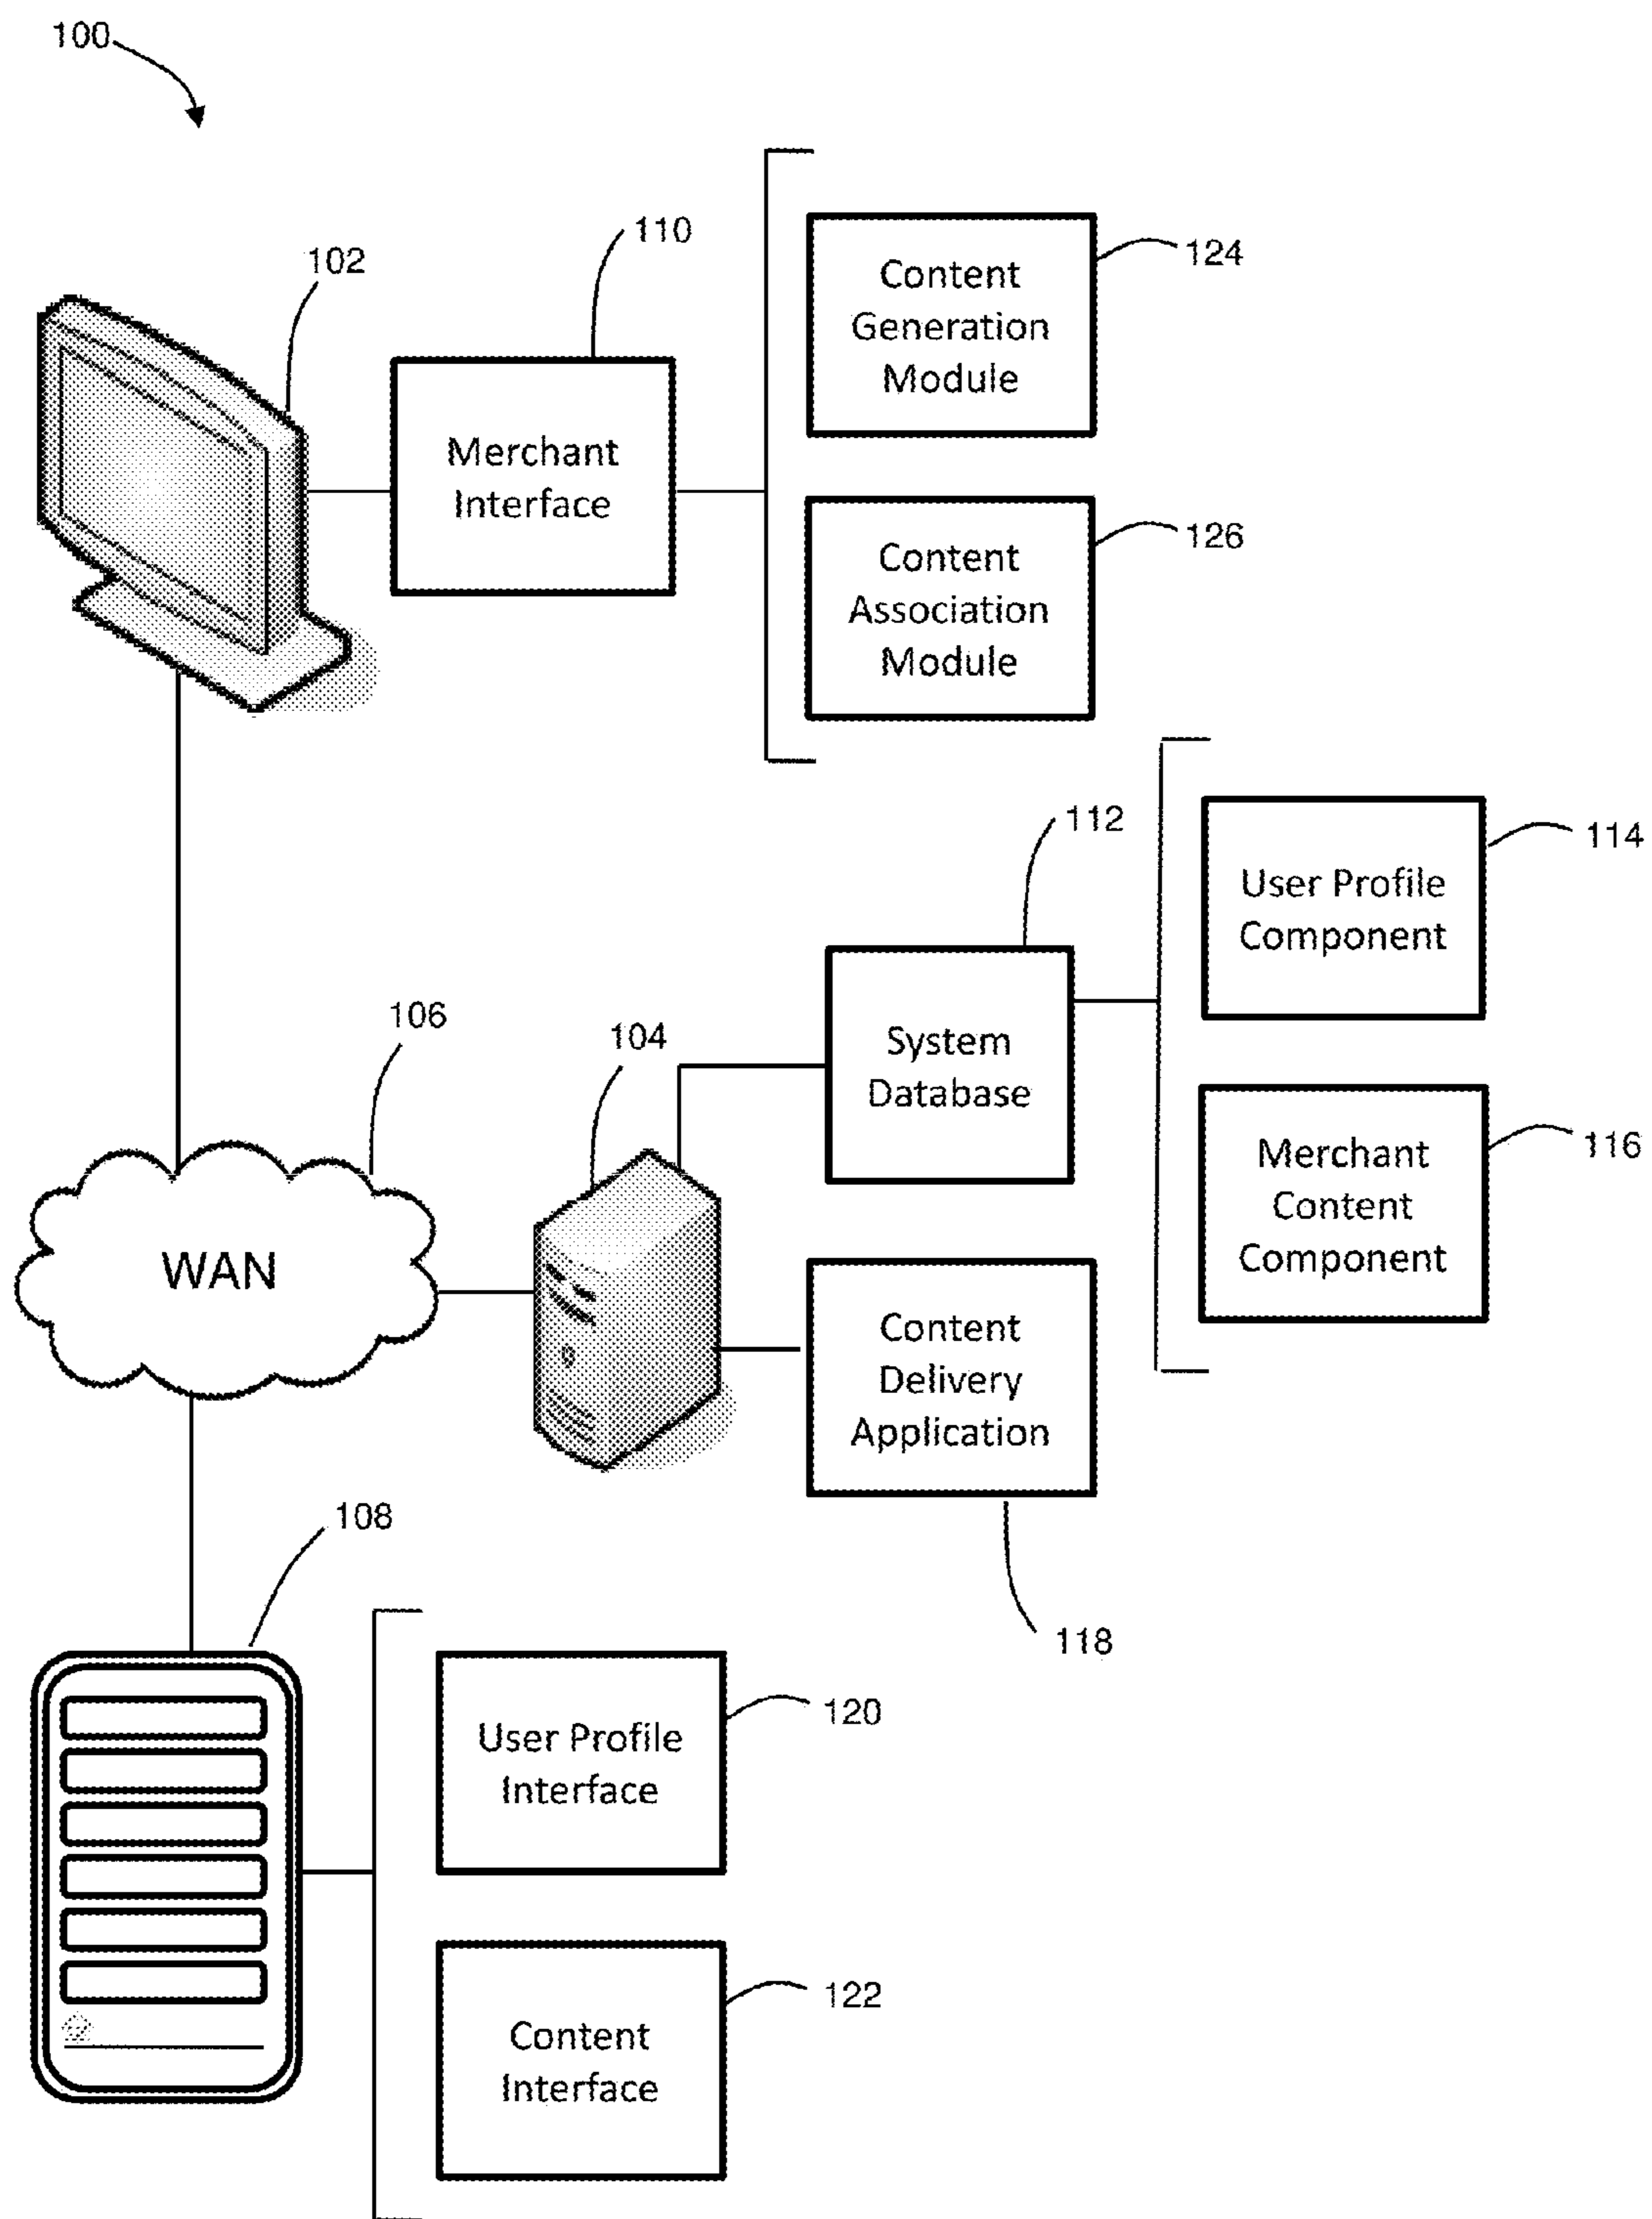 100
102
110
124
Content
Generation
Module
Merchant
Interface
126
Content
Association
Module
112
114
User Profile
Component
106
104
System
Database
116
Merchant
Content
Component
WAN
Content
Delivery
Application
108
118
120
User Profile
Interface
122
Content
Interface